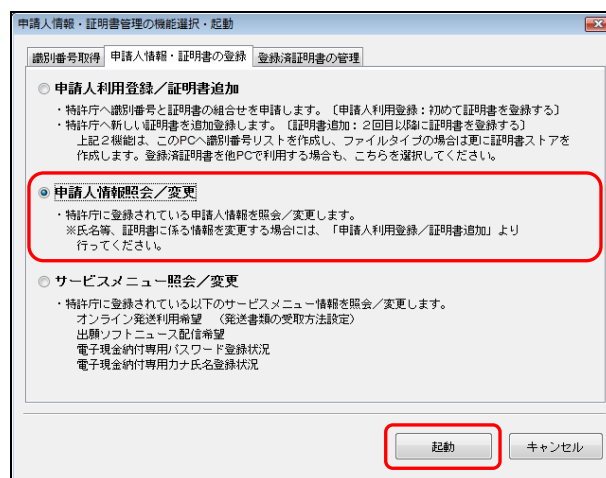 申請人情報・証明書管理の機能選択・起動
識別番号取得 申請人情報・証明書の登録 登録済証明書の管理
申請人利用登録／証明書追加
・特許庁へ識別番号と証明書の組合せを申請します。〔申請人利用登録：初めて証明書を登録する〕
・特許庁へ新しい証明書を追加登録します。〔証明書追加：２回目以降に証明書を登録する〕
上記２機能は、このPCへ識別番号リストを作成し、ファイルタイプの場合は更に証明書ストアを
作成します。登録済証明書を他PCで利用する場合も、こちらを選択してください。
申請人情報照会／変更
・特許庁に登録されている申請人情報を照会／変更します。
※氏名等、証明書に係る情報を変更する場合には、「申請人利用登録／証明書追加」より
行ってください。
サービスメニュー照会／変更
・特許庁に登録されている以下のサービスメニュー情報を照会／変更します。
オンライン発送利用希望 （発送書類の受取方法設定）
出願ソフトニュース配信希望
電子現金納付専用パスワード登録状況
電子現金納付専用カナ氏名登録状況
起動 キャンセル